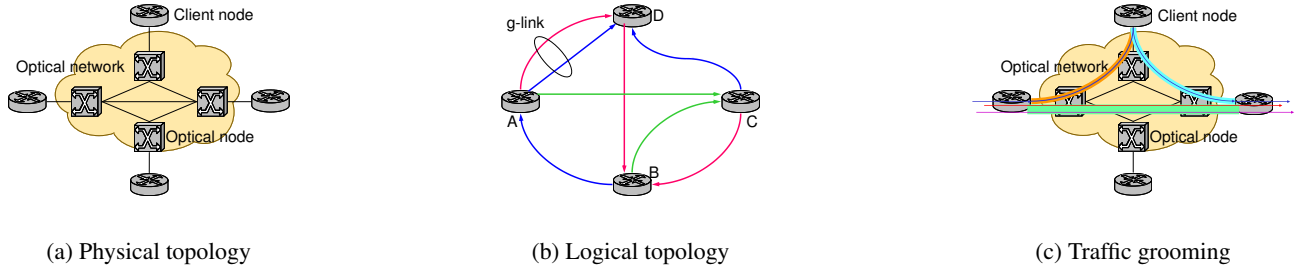 Client node
Optical network
Optical node
(a) Physical topology
g-link
D
A
C
B
(b) Logical topology
Client node
Optical network
Optical node
(c) Traffic grooming